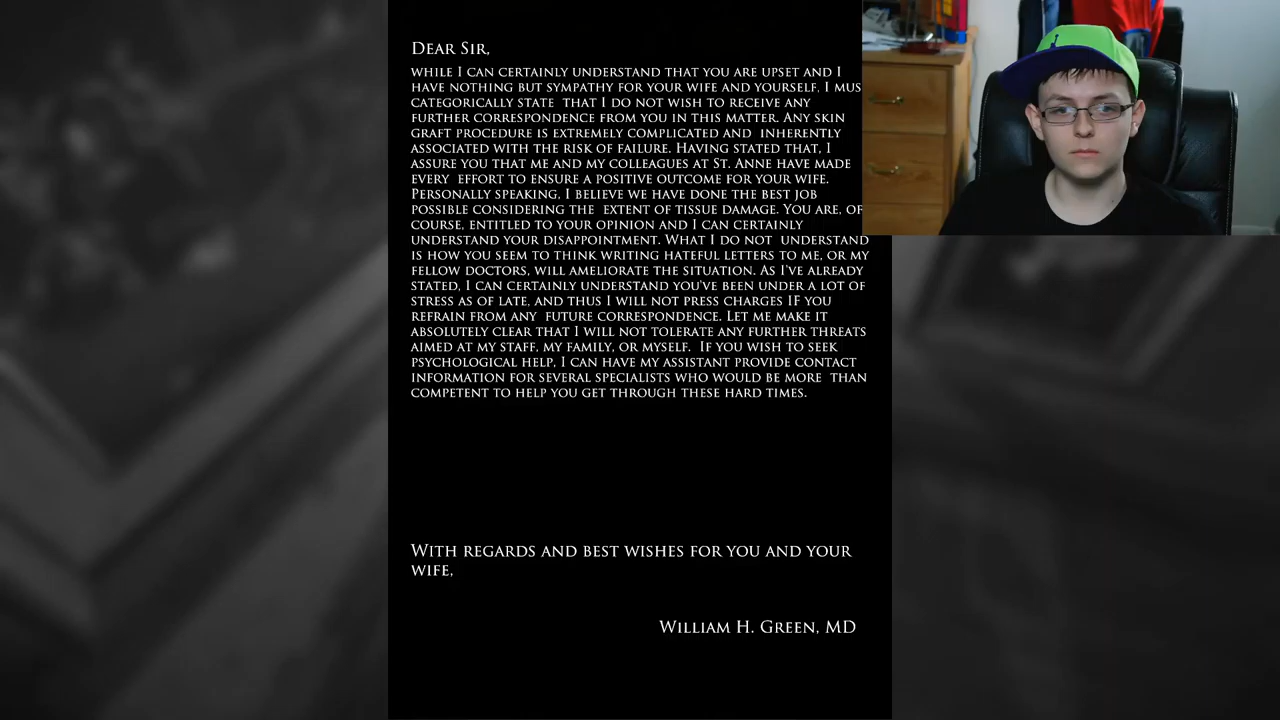 DEAR SIR,
WHILE I CAN CERTAINLY UNDERSTAND THAT YOU ARE UPSET AND I
HAVE NOTHING BUT SYMPATHY FOR YOUR WIFE AND YOURSELF, I MUS
CATEGORICALLY STATE THAT I DO NOT WISH TO RECEIVE ANY
FURTHER CORRESPONDENCE FROM YOU IN THIS MATTER. ANY SKIN
GRAFT PROCEDURE IS EXTREMELY COMPLICATED AND INHERENTLY
ASSOCIATED WITH THE RISK OF FAILURE. HAVING STATED THAT, I
ASSURE YOU THAT ME AND MY COLLEAGUES AT ST. ANNE HAVE MADE
EVERY EFFORT TO ENSURE A POSITIVE OUTCOME FOR YOUR WIFE.
PERSONALLY SPEAKING, I BELIEVE WE HAVE DONE THE BEST JOB
POSSIBLE CONSIDERING THE EXTENT OF TISSUE DAMAGE. YOU ARE, OF
COURSE, ENTITLED TO YOUR OPINION AND I CAN CERTAINLY
UNDERSTAND YOUR DISAPPOINTMENT. WHAT I DO NOT UNDERSTAND
IS HOW YOU SEEM TO THINK WRITING HATEFUL LETTERS TO ME, OR MY
FELLOW DOCTORS, WILL AMELIORATE THE SITUATION. AS I'VE ALREADY
STATED, I CAN CERTAINLY UNDERSTAND YOU'VE BEEN UNDER A LOT OF
STRESS AS OF LATE, AND THUS I WILL NOT PRESS CHARGES IF YOU
REFRAIN FROM ANY FUTURE CORRESPONDENCE. LET ME MAKE IT
ABSOLUTELY CLEAR THAT I WILL NOT TOLERATE ANY FURTHER THREATS
AIMED AT MY STAFF, MY FAMILY, OR MYSELF. IF YOU WISH TO SEEK
PSYCHOLOGICAL HELP, I CAN HAVE MY ASSISTANT PROVIDE CONTACT
INFORMATION FOR SEVERAL SPECIALISTS WHO WOULD BE MORE THAN
COMPETENT TO HELP YOU GET THROUGH THESE HARD TIMES.
WITH REGARDS AND BEST WISHES FOR YOU AND YOUR
WIFE,
WILLIAM H. GREEN, MD